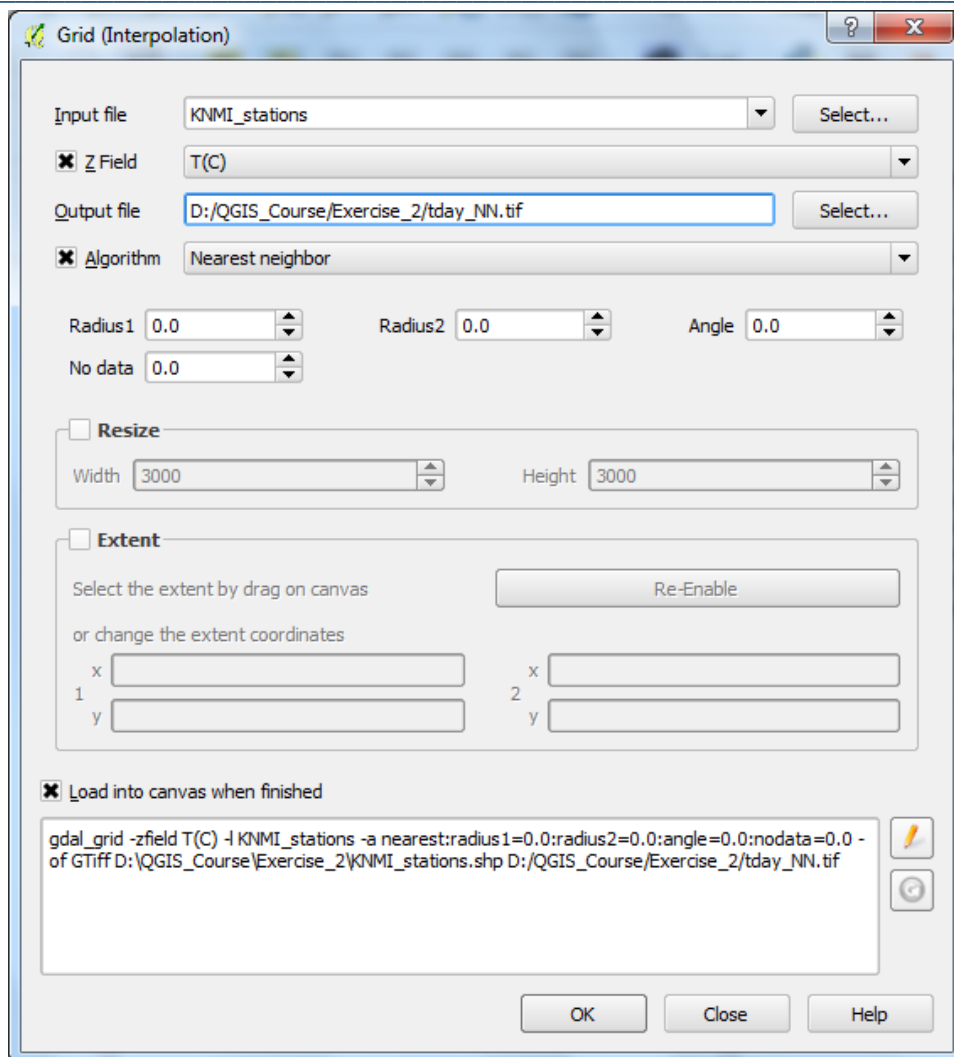 Grid (Interpolation)
Input file KNMI_stations Select...
Z Field T(C)
Output file D:/QGIS_Course/Exercise_2/tday_NN.tif Select...
Algorithm Nearest neighbor
Radius1 0.0 Radius2 0.0 Angle 0.0
No data 0.0
Resize
Width 3000 Height 3000
Extent
Select the extent by drag on canvas Re-Enable
or change the extent coordinates
x x
1 2
y y
Load into canvas when finished
gdal_grid -zfield T(C) -l KNMI_stations -a nearest:radius1=0.0:radius2=0.0:angle=0.0:nodata=0.0 -
of GTiff D:\QGIS_Course\Exercise_2\KNMI_stations.shp D:/QGIS_Course/Exercise_2/tday_NN.tif
OK Close Help